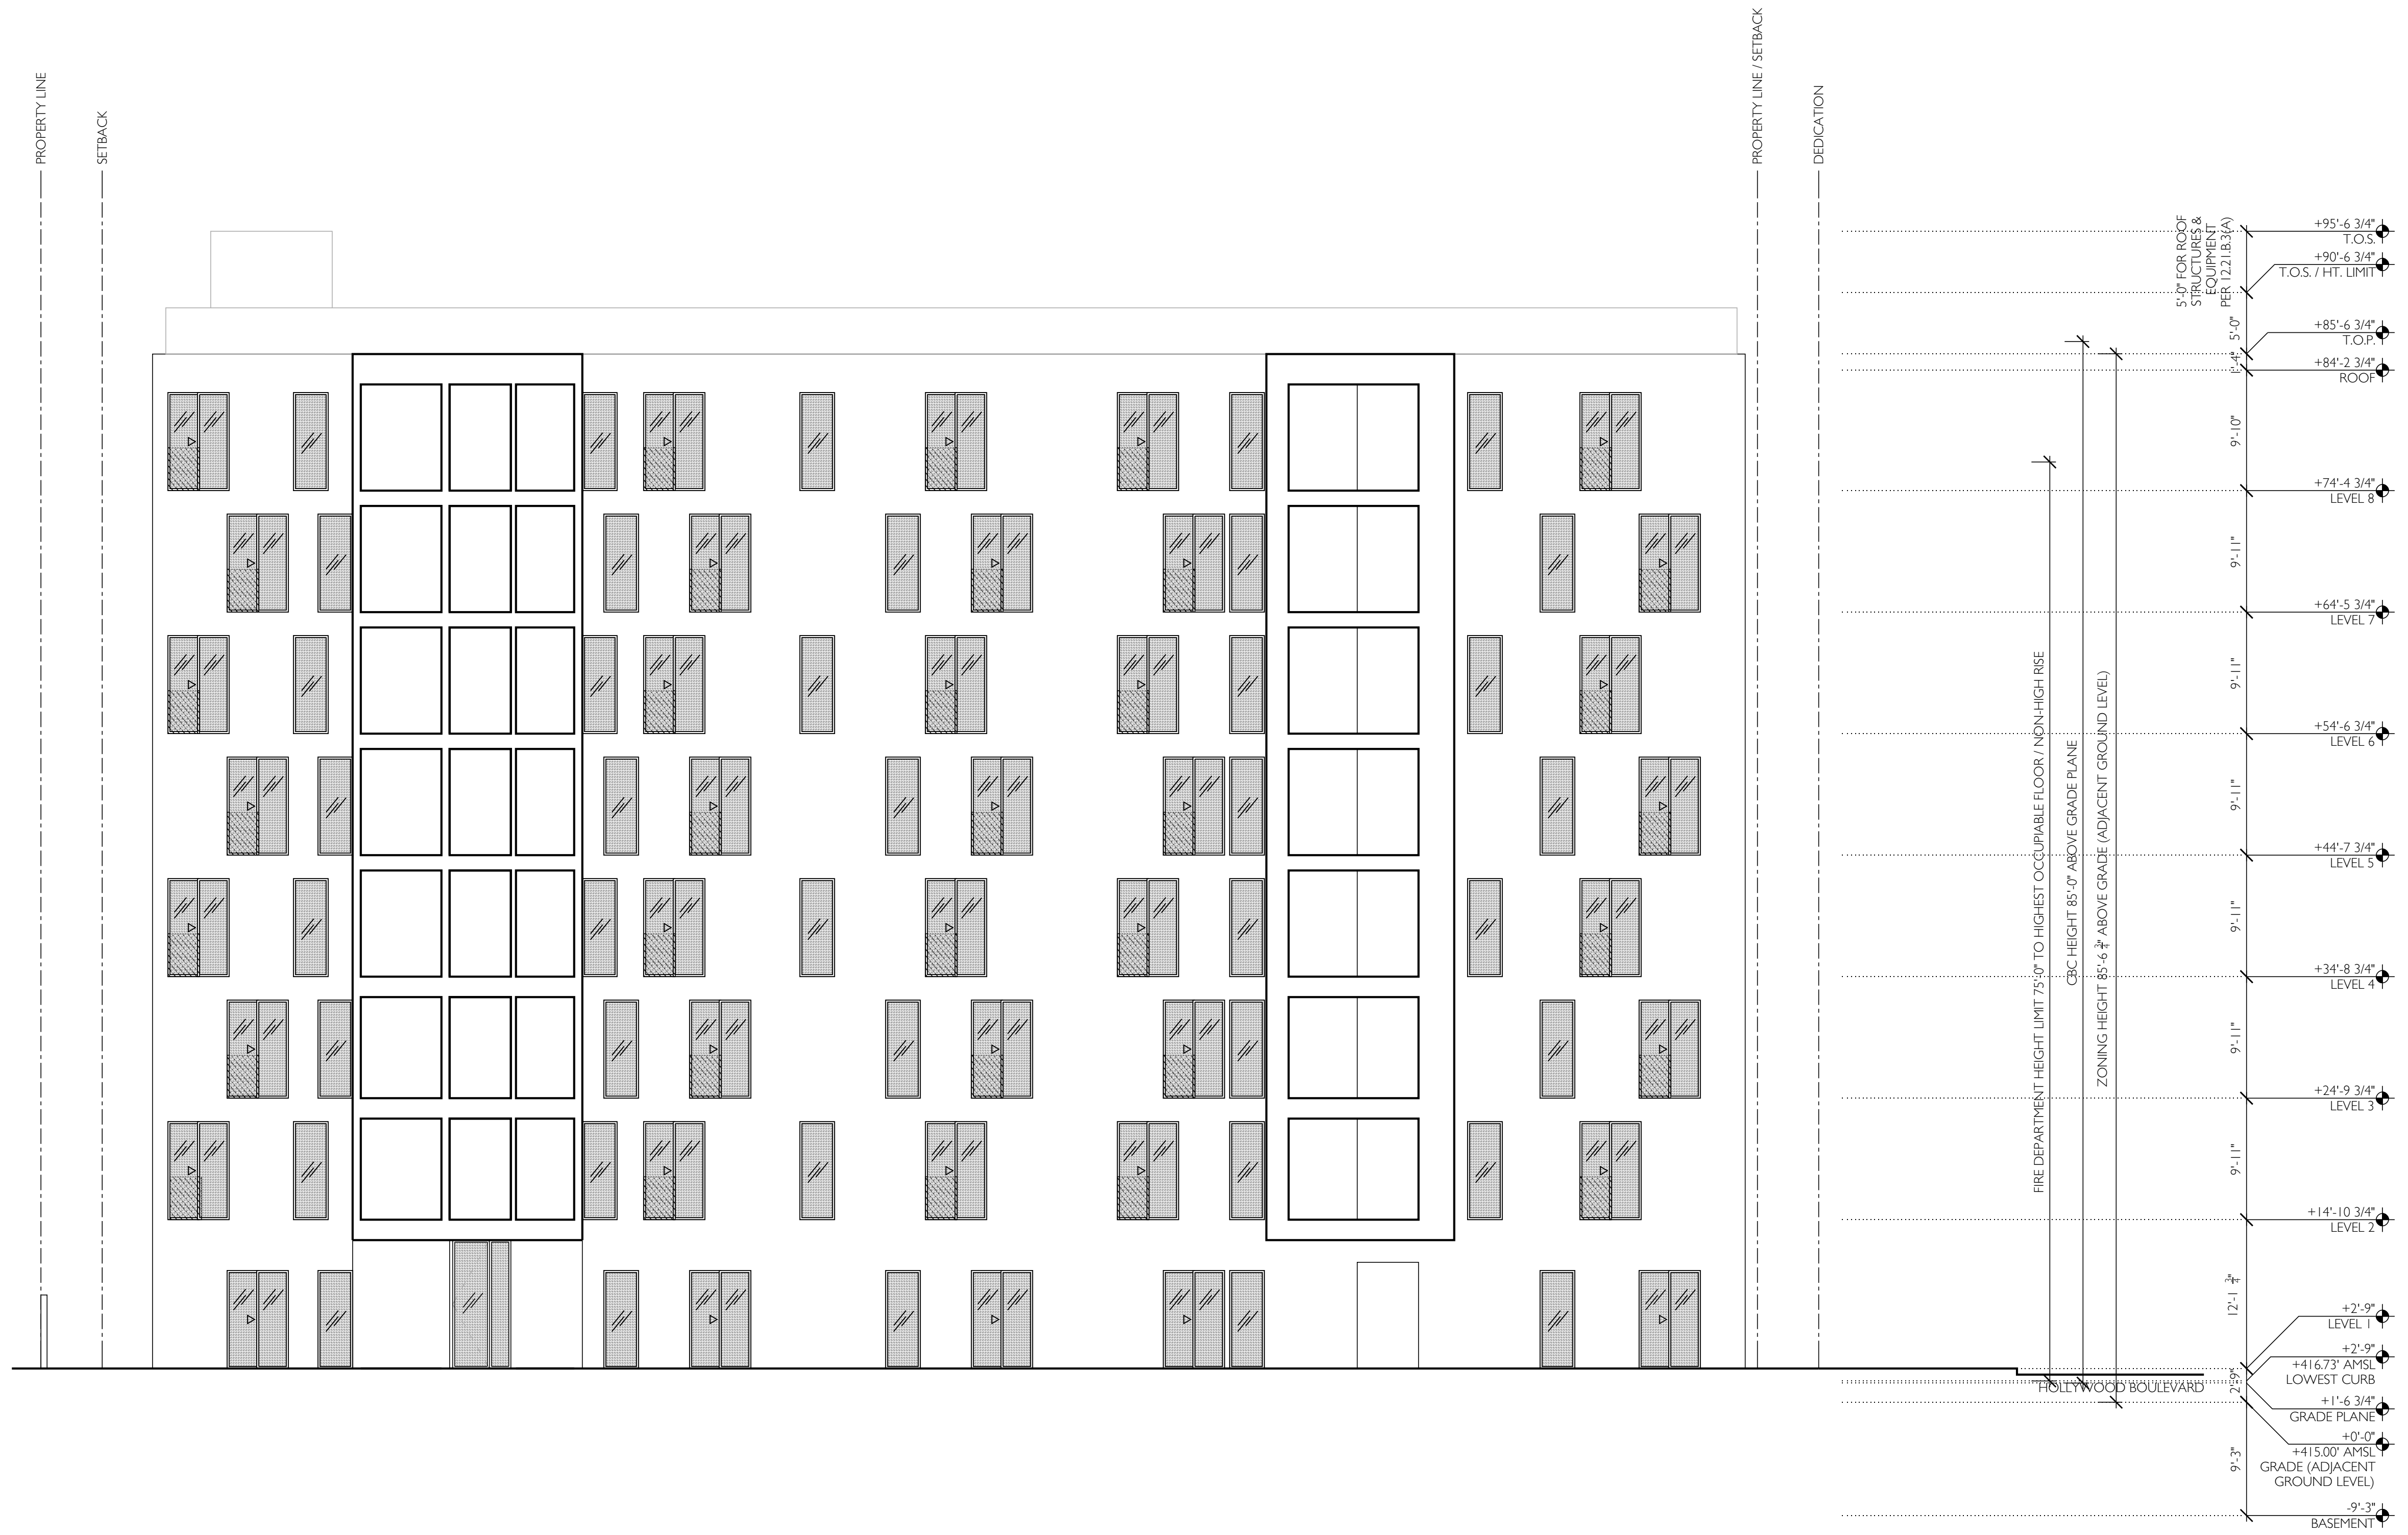 PROPERTY LINE
SETBACK
PROPERTY LINE / SETBACK
DEDICATION
5'-0" FOR ROOF
STRUCTURES &
EQUIPMENT
PER 12.21.B.3(A)
+95'-6 3/4"
T.O.S.
+90'-6 3/4"
T.O.S. / HT. LIMIT
5'-0"
+85'-6 3/4"
T.O.P.
1'-4"
+84'-2 3/4"
ROOF
9'-10"
+74'-4 3/4"
LEVEL 8
9'-11"
+64'-5 3/4"
LEVEL 7
9'-11"
+54'-6 3/4"
LEVEL 6
9'-11"
+44'-7 3/4"
LEVEL 5
9'-11"
+34'-8 3/4"
LEVEL 4
9'-11"
+24'-9 3/4"
LEVEL 3
9'-11"
+14'-10 3/4"
LEVEL 2
12'-1 3/4"
+2'-9"
LEVEL 1
+2'-9"
+416.73' AMSL
LOWEST CURB
2'-9"
+1'-6 3/4"
GRADE PLANE
+0'-0"
+415.00' AMSL
GRADE (ADJACENT
GROUND LEVEL)
9'-3"
-9'-3"
BASEMENT
FIRE DEPARTMENT HEIGHT LIMIT 75'-0" TO HIGHEST OCCUPIABLE FLOOR / NON-HIGH RISE
CBC HEIGHT 85'-0" ABOVE GRADE PLANE
ZONING HEIGHT 85'-6 3/4" ABOVE GRADE (ADJACENT GROUND LEVEL)
HOLLYWOOD BOULEVARD